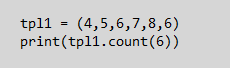 tpl1 = (4,5,6,7,8,6)
print(tpl1.count(6))